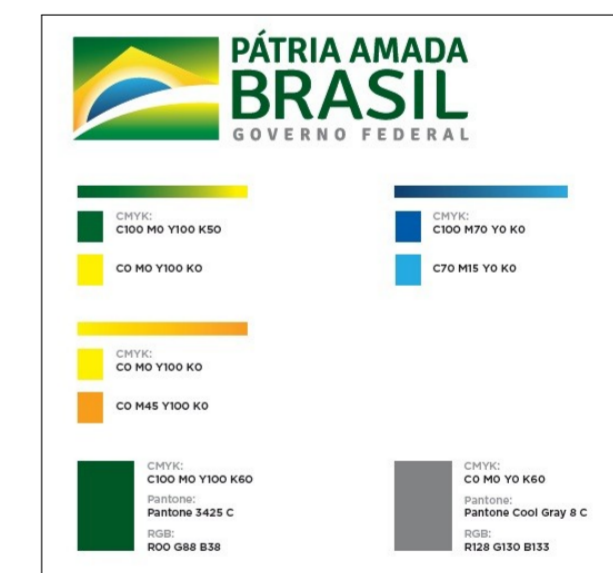 PÁTRIA AMADA
BRASIL
GOVERNO FEDERAL
CMYK:
C100 M0 Y100 K50
C0 M0 Y100 K0
CMYK:
C100 M70 Y0 K0
C70 M15 Y0 K0
CMYK:
C0 M0 Y100 K0
C0 M45 Y100 K0
CMYK:
C100 M0 Y100 K60
Pantone:
Pantone 3425 C
RGB:
R00 G88 B38
CMYK:
C0 M0 Y0 K60
Pantone:
Pantone Cool Gray 8 C
RGB:
R128 G130 B133